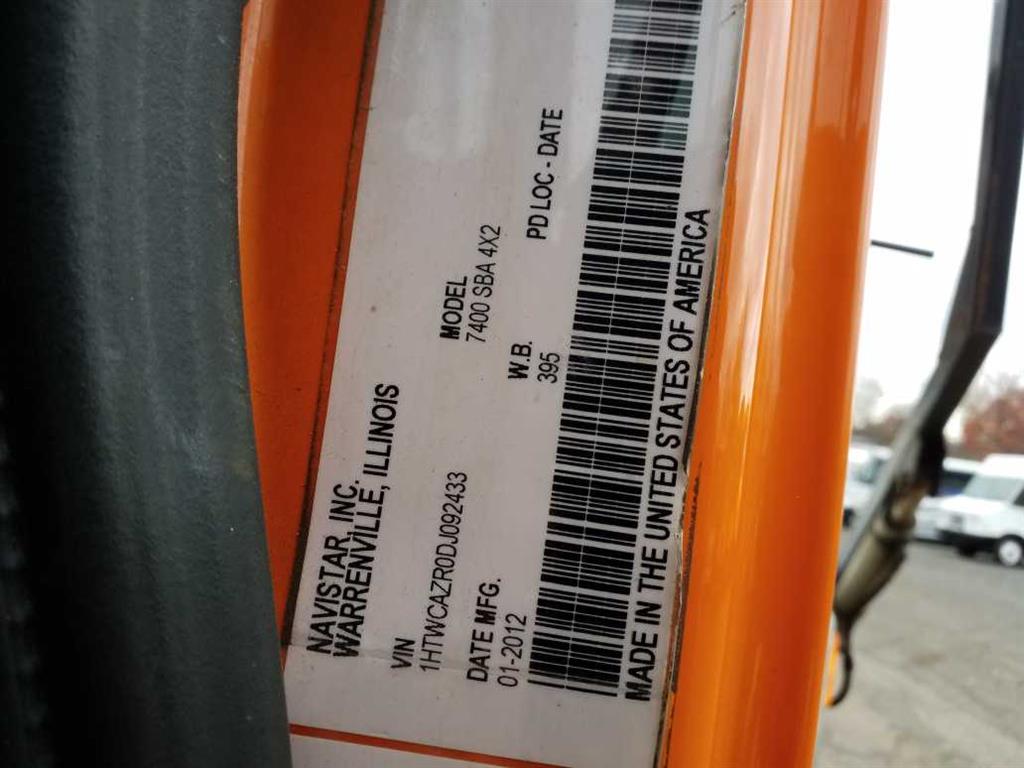 NAVISTAR, INC.
WARRENVILLE, ILLINOIS
VIN
1HTWCAZR0DJ092433
MODEL
7400 SBA 4X2
DATE MFG.
01-2012
W.B.
395
PD LOC - DATE
MADE IN THE UNITED STATES OF AMERICA